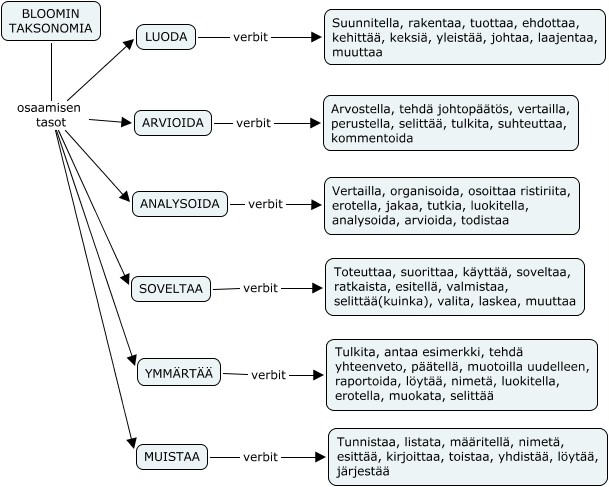 BLOOMIN
TAKSONOMIA
osaamisen
tasot
LUODA
verbit
Suunnitella, rakentaa, tuottaa, ehdottaa,
kehittää, keksiä, yleistää, johtaa, laajentaa,
muuttaa
ARVIOIDA
verbit
Arvostella, tehdä johtopäätös, vertailla,
perustella, selittää, tulkita, suhteuttaa,
kommentoida
ANALYSOIDA
verbit
Vertailla, organisoida, osoittaa ristiriita,
erotella, jakaa, tutkia, luokitella,
analysoida, arvioida, todistaa
SOVELTAA
verbit
Toteuttaa, suorittaa, käyttää, soveltaa,
ratkaista, esitellä, valmistaa,
selittää(kuinka), valita, laskea, muuttaa
YMMÄRTÄÄ
verbit
Tulkita, antaa esimerkki, tehdä
yhteenveto, päätellä, muotoilla uudelleen,
raportoida, löytää, nimetä, luokitella,
erotella, muokata, selittää
MUISTAA
verbit
Tunnistaa, listata, määritellä, nimetä,
esittää, kirjoittaa, toistaa, yhdistää, löytää,
järjestää